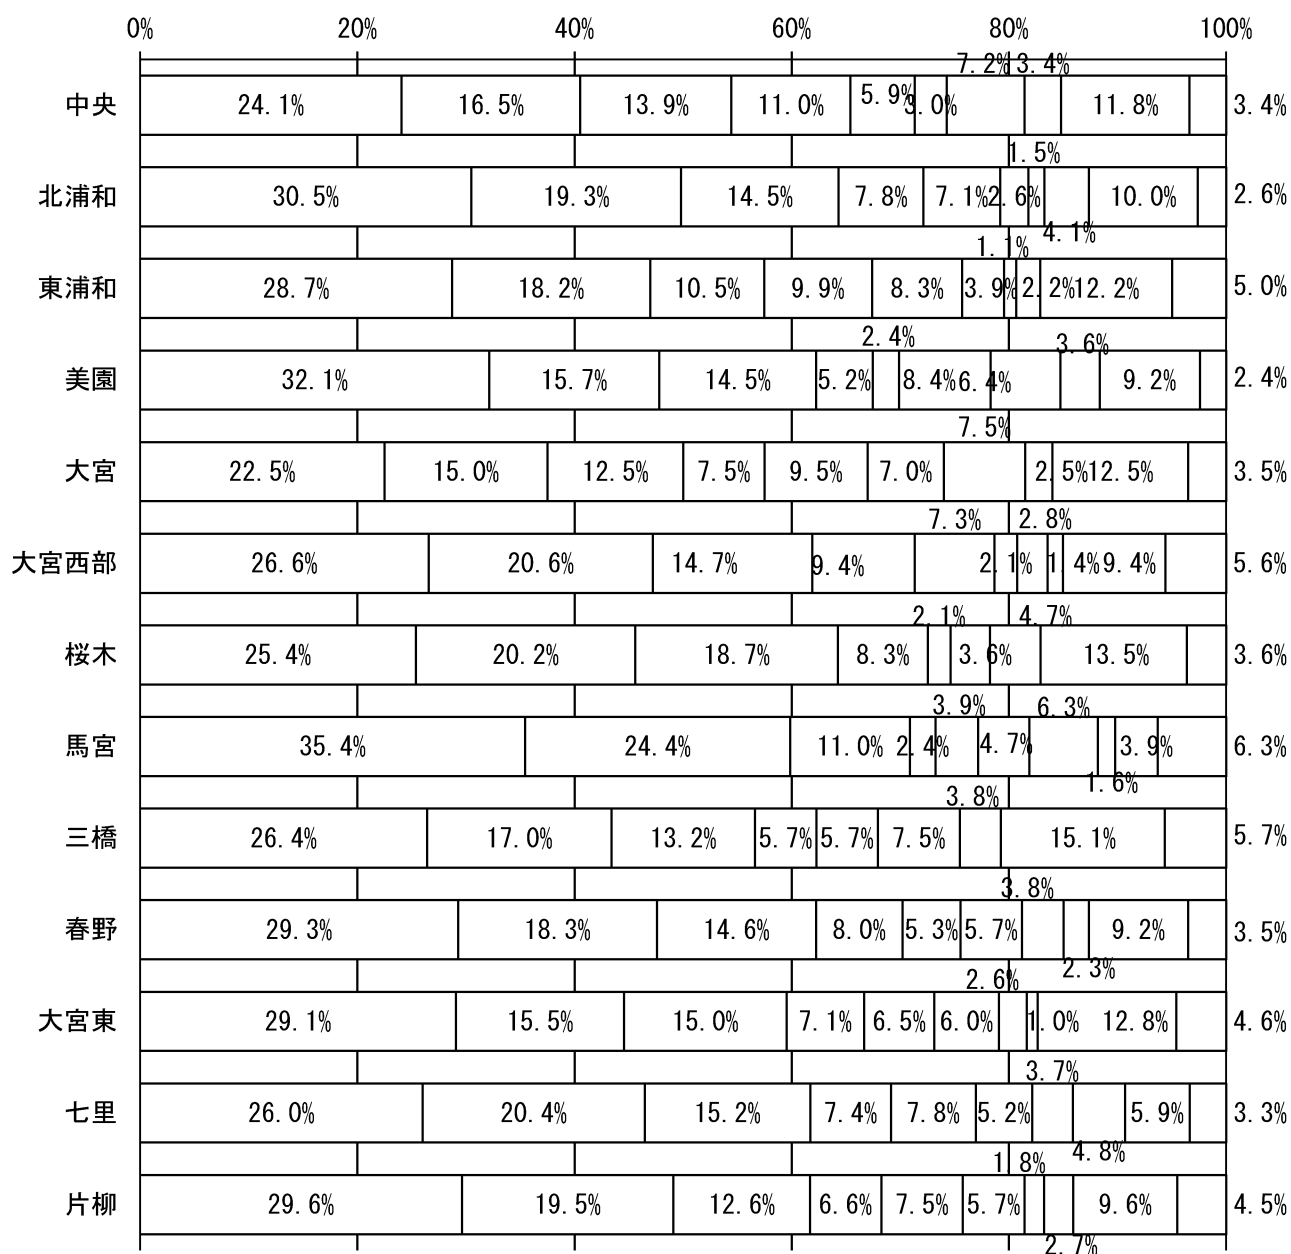 0% 20% 40% 60% 80% 100%
7.2% 3.4%
中央 24.1% 16.5% 13.9% 11.0% 5.9% 3.0% 11.8% 3.4%
1.5%
北浦和 30.5% 19.3% 14.5% 7.8% 7.1% 2.6% 10.0% 2.6%
4.1%
1.1%
東浦和 28.7% 18.2% 10.5% 9.9% 8.3% 3.9% 2.2% 12.2% 5.0%
2.4% 3.6%
美園 32.1% 15.7% 14.5% 5.2% 8.4% 6.4% 9.2% 2.4%
7.5%
大宮 22.5% 15.0% 12.5% 7.5% 9.5% 7.0% 2.5% 12.5% 3.5%
7.3% 2.8%
大宮西部 26.6% 20.6% 14.7% 9.4% 2.1% 1.4% 9.4% 5.6%
2.1% 4.7%
桜木 25.4% 20.2% 18.7% 8.3% 3.6% 13.5% 3.6%
3.9% 6.3%
馬宮 35.4% 24.4% 11.0% 2.4% 4.7% 3.9% 6.3%
1.6%
3.8%
三橋 26.4% 17.0% 13.2% 5.7% 5.7% 7.5% 15.1% 5.7%
3.8%
春野 29.3% 18.3% 14.6% 8.0% 5.3% 5.7% 9.2% 3.5%
2.3%
2.6%
大宮東 29.1% 15.5% 15.0% 7.1% 6.5% 6.0% 1.0% 12.8% 4.6%
3.7%
七里 26.0% 20.4% 15.2% 7.4% 7.8% 5.2% 5.9% 3.3%
4.8%
1.8%
片柳 29.6% 19.5% 12.6% 6.6% 7.5% 5.7% 9.6% 4.5%
2.7%